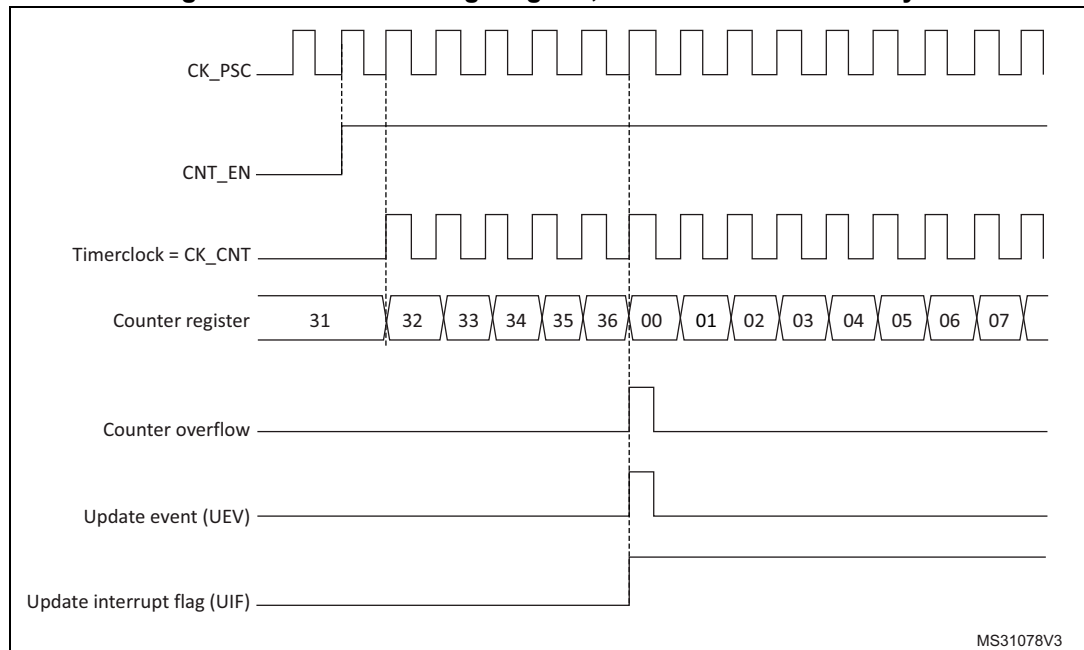 CK_PSC
CNT_EN
Timerclock = CK_CNT
Counter register 31 32 33 34 35 36 00 01 02 03 04 05 06 07
Counter overflow
Update event (UEV)
Update interrupt flag (UIF)
MS31078V3